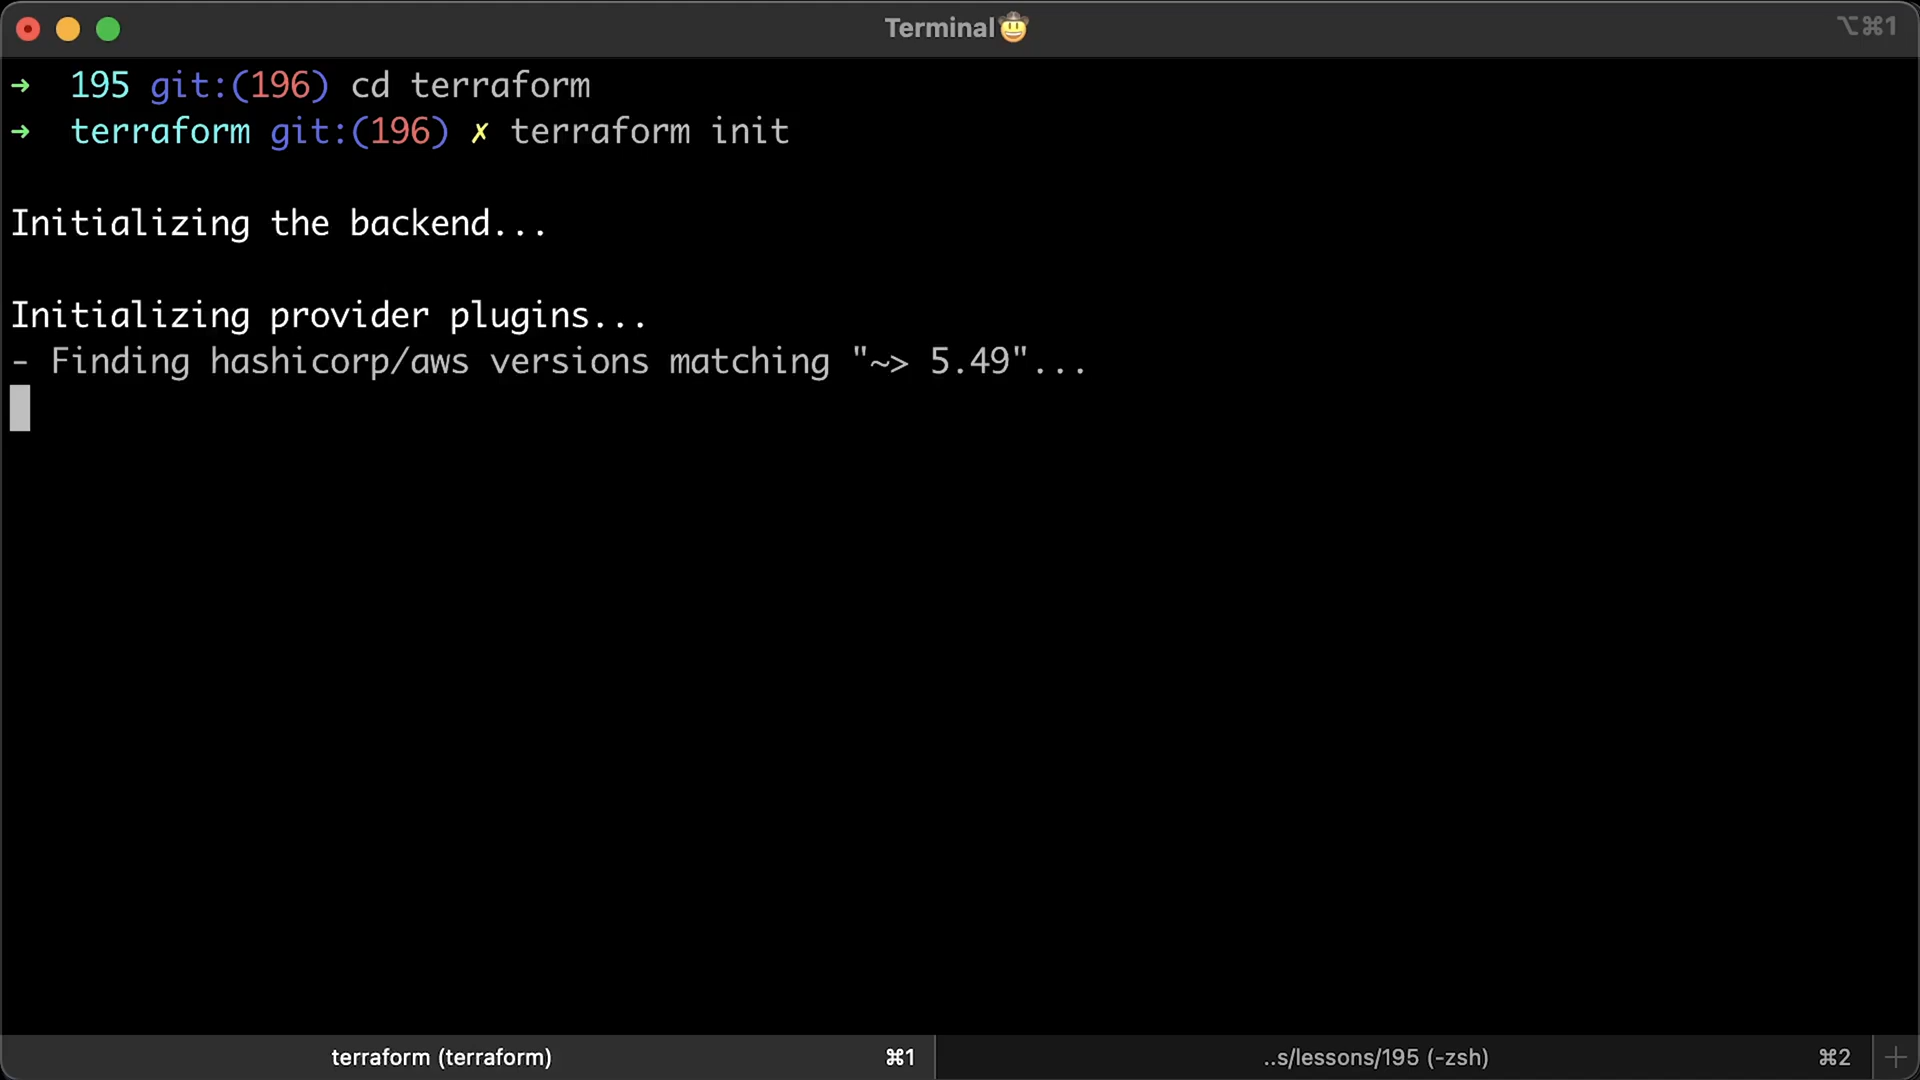 Terminal🤠
⌥⌘1
➜ 195 git:(196) cd terraform
➜ terraform git:(196) ✗ terraform init
Initializing the backend...
Initializing provider plugins...
- Finding hashicorp/aws versions matching "~> 5.49"...
terraform (terraform) ⌘1
..s/lessons/195 (-zsh) ⌘2